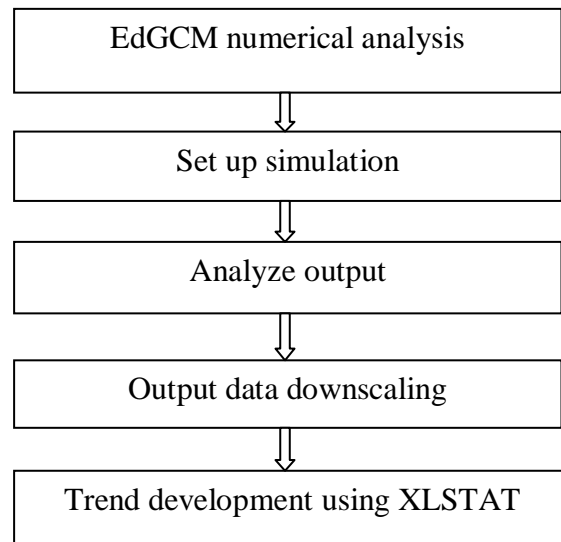 EdGCM numerical analysis
Set up simulation
Analyze output
Output data downscaling
Trend development using XLSTAT